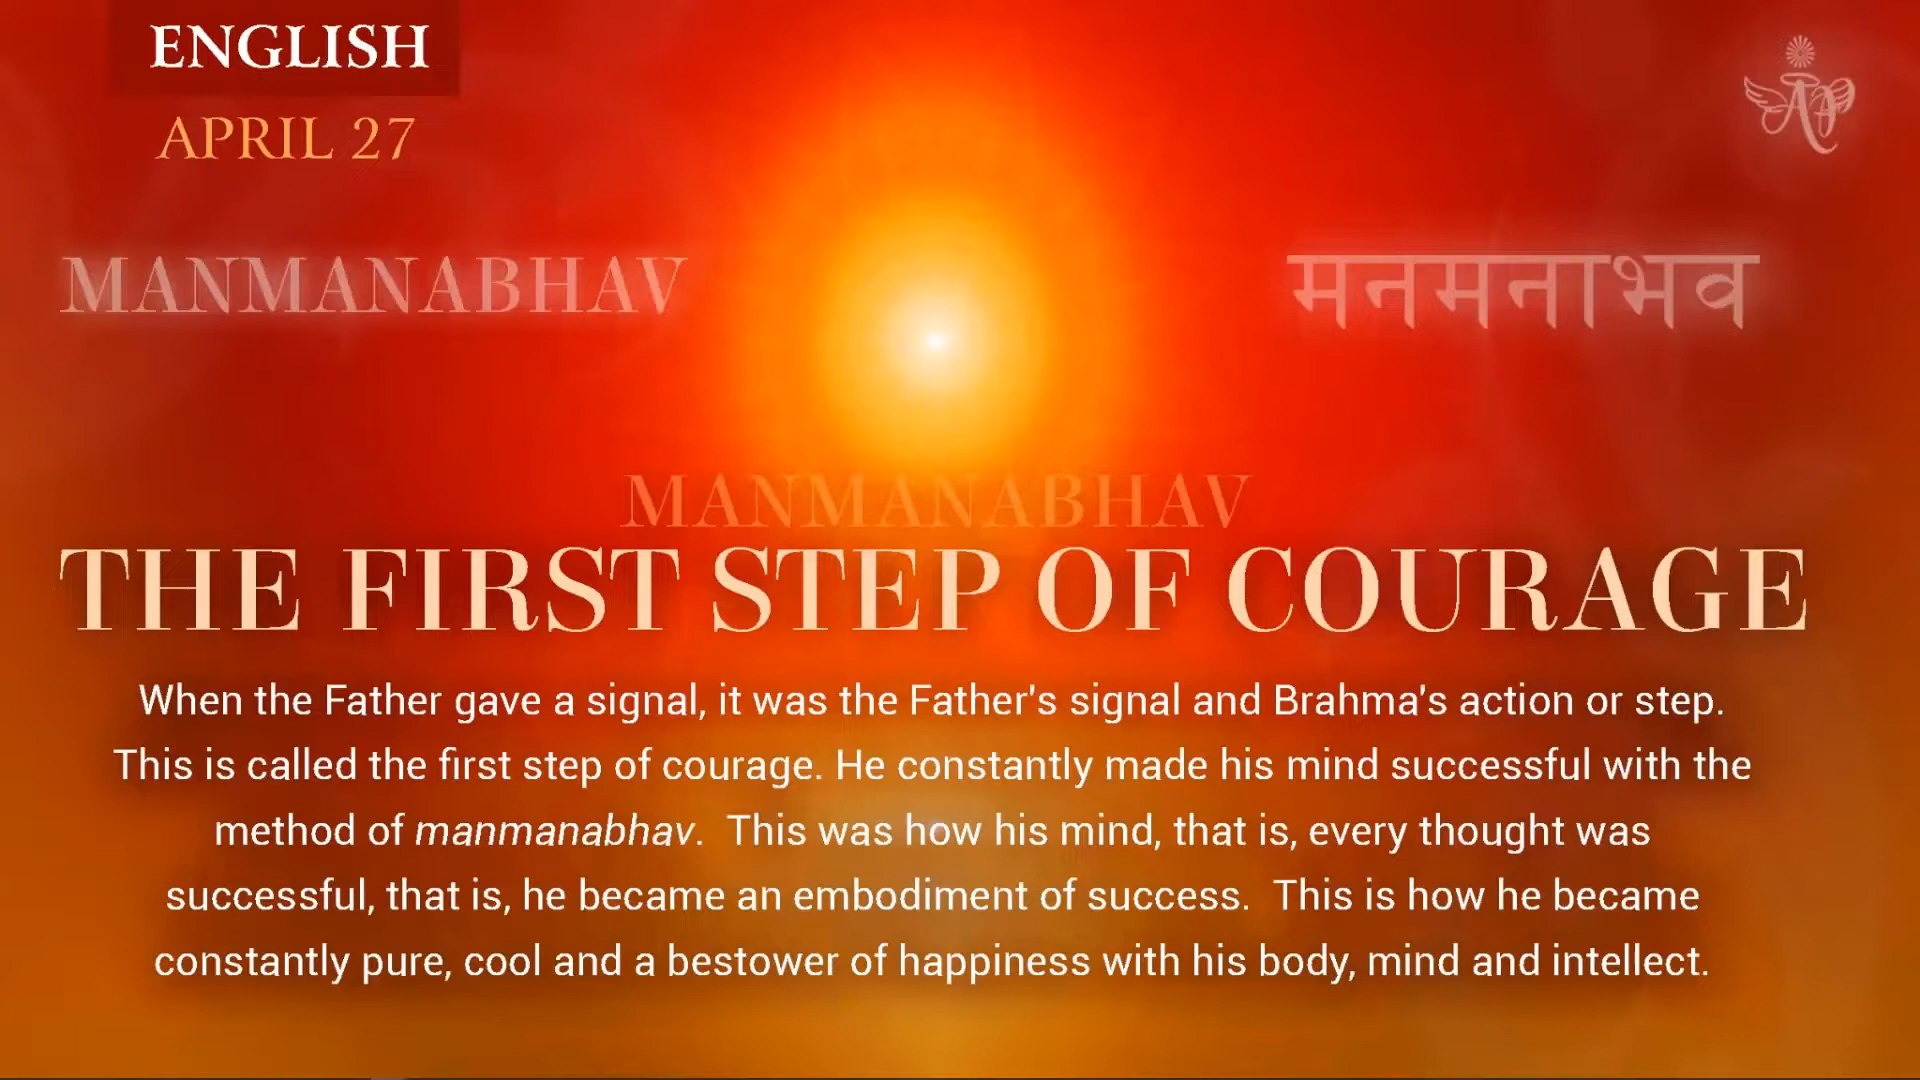 ENGLISH
APRIL 27
MANMANABHAV
मनमनाभव
MANMANABHAV
THE FIRST STEP OF COURAGE
When the Father gave a signal, it was the Father's signal and Brahma's action or step.
This is called the first step of courage. He constantly made his mind successful with the
method of manmanabhav.  This was how his mind, that is, every thought was
successful, that is, he became an embodiment of success.  This is how he became
constantly pure, cool and a bestower of happiness with his body, mind and intellect.